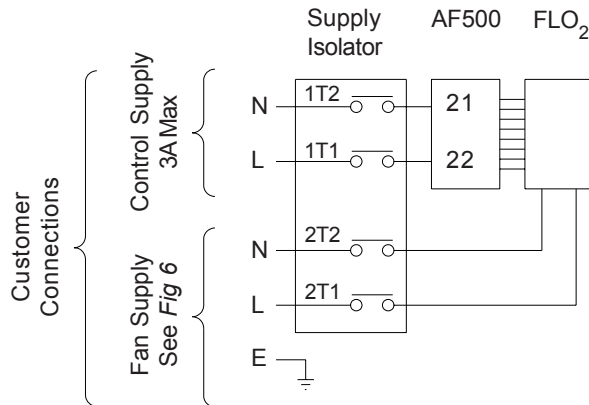 Supply
Isolator
AF500
FLO2
Customer
Connections
Control Supply
3A Max
N
1T2
21
L
1T1
22
Fan Supply
See Fig 6
N
2T2
L
2T1
E